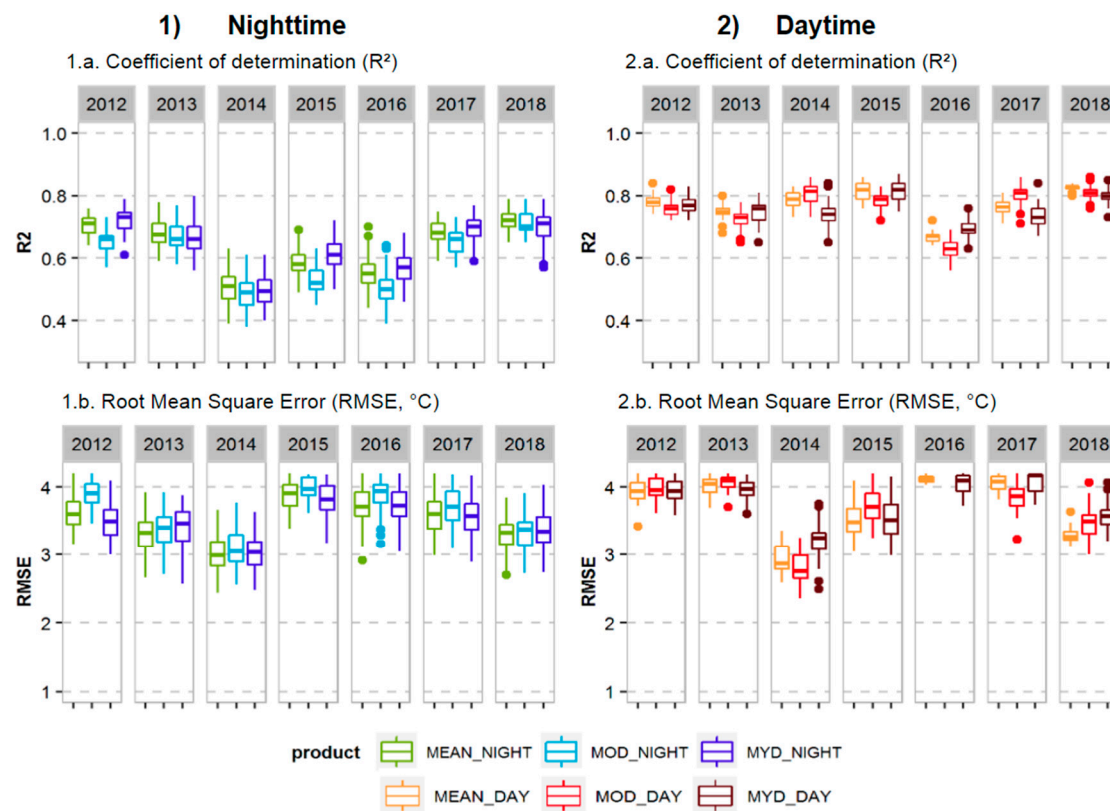 1) Nighttime
2) Daytime
1.a. Coefficient of determination (R²)
2.a. Coefficient of determination (R²)
2012 2013 2014 2015 2016 2017 2018
2012 2013 2014 2015 2016 2017 2018
1.0
0.8
0.6
0.4
R2
1.0
0.8
0.6
0.4
R2
1.b. Root Mean Square Error (RMSE, °C)
2.b. Root Mean Square Error (RMSE, °C)
2012 2013 2014 2015 2016 2017 2018
2012 2013 2014 2015 2016 2017 2018
4
3
2
1
RMSE
4
3
2
1
RMSE
product MEAN_NIGHT MOD_NIGHT MYD_NIGHT
MEAN_DAY MOD_DAY MYD_DAY